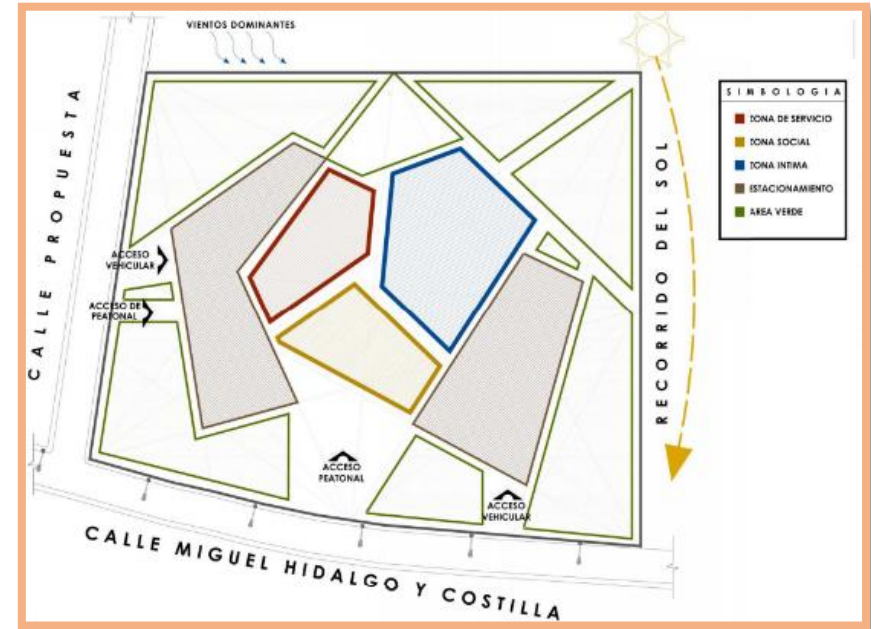 VIENTOS DOMINANTES
SIMBOLOGIA
ZONA DE SERVICIO
ZONA SOCIAL
ZONA INTIMA
ESTACIONAMIENTO
AREA VERDE
CALLE PROPUESTA
RECORRIDO DEL SOL
ACCESO
VEHICULAR
ACCESO DE
PEATONAL
ACCESO
PEATONAL
ACCESO
VEHICULAR
CALLE MIGUEL HIDALGO Y COSTILLA